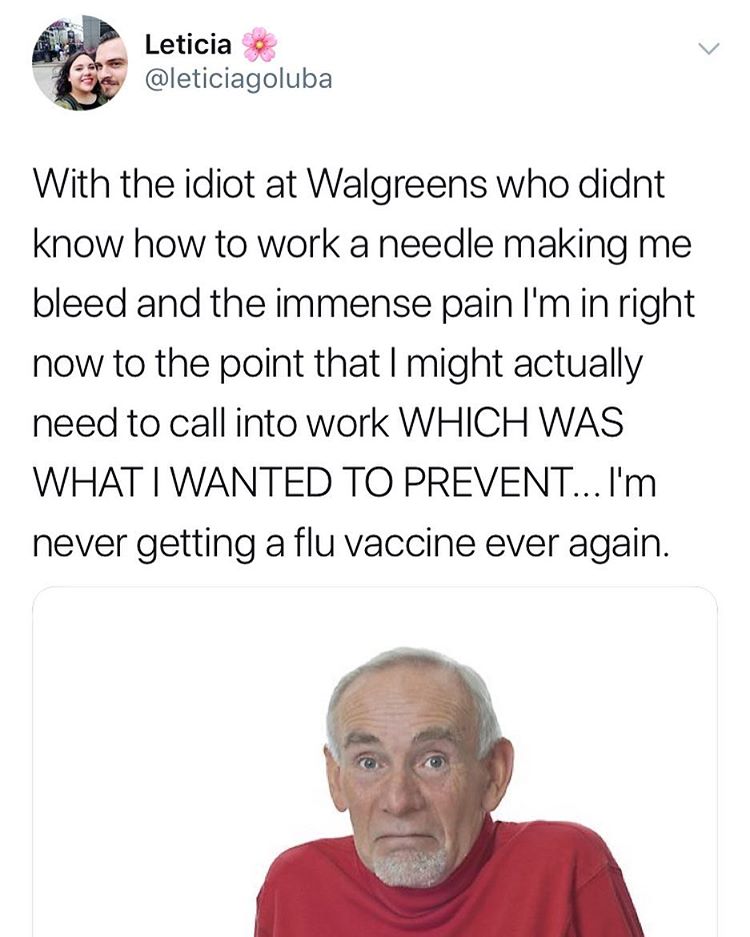 Leticia 🌸
@leticiagoluba
With the idiot at Walgreens who didnt
know how to work a needle making me
bleed and the immense pain I'm in right
now to the point that I might actually
need to call into work WHICH WAS
WHAT I WANTED TO PREVENT... I'm
never getting a flu vaccine ever again.